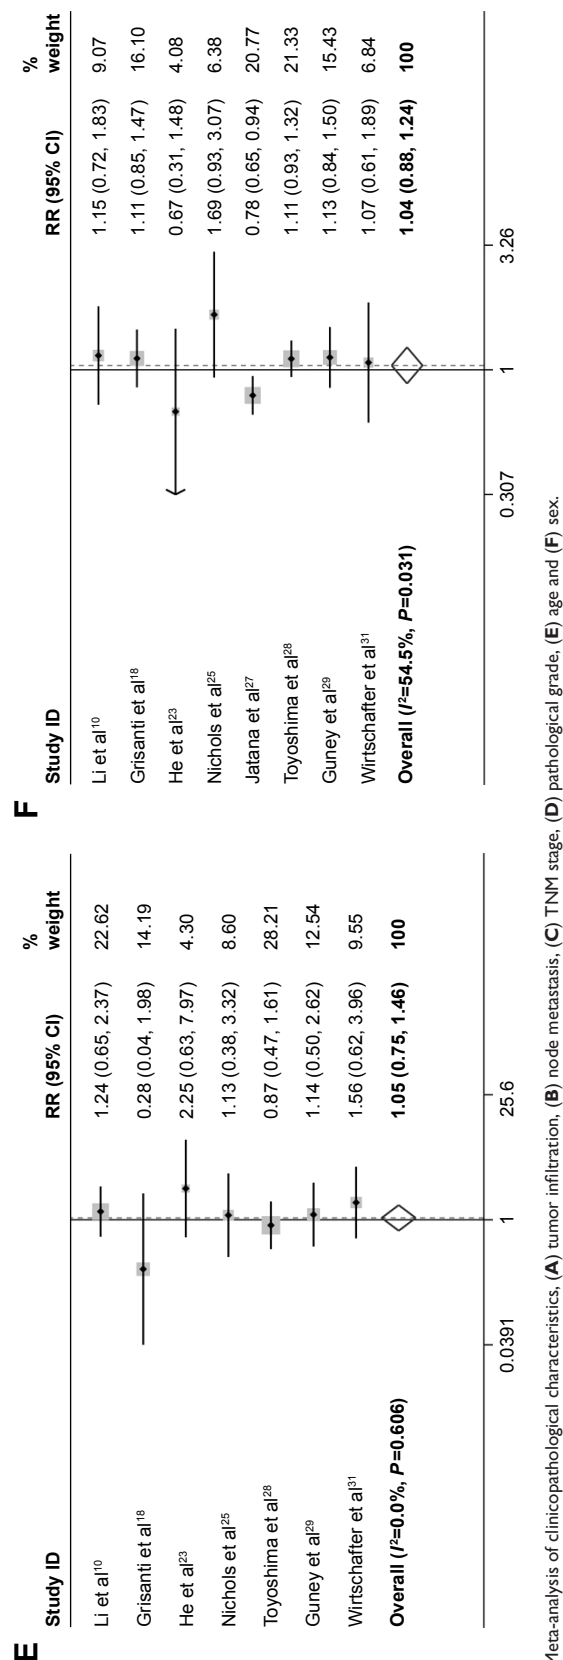 E
Study ID RR (95% CI) % weight
Li et al10 1.24 (0.65, 2.37) 22.62
Grisanti et al18 0.28 (0.04, 1.98) 14.19
He et al23 2.25 (0.63, 7.97) 4.30
Nichols et al25 1.13 (0.38, 3.32) 8.60
Toyoshima et al28 0.87 (0.47, 1.61) 28.21
Guney et al29 1.14 (0.50, 2.62) 12.54
Wirtschafter et al31 1.56 (0.62, 3.96) 9.55
Overall (I2=0.0%, P=0.606) 1.05 (0.75, 1.46) 100
0.0391 1 25.6
F
Study ID RR (95% CI) % weight
Li et al10 1.15 (0.72, 1.83) 9.07
Grisanti et al18 1.11 (0.85, 1.47) 16.10
He et al23 0.67 (0.31, 1.48) 4.08
Nichols et al25 1.69 (0.93, 3.07) 6.38
Jatana et al27 0.78 (0.65, 0.94) 20.77
Toyoshima et al28 1.11 (0.93, 1.32) 21.33
Guney et al29 1.13 (0.84, 1.50) 15.43
Wirtschafter et al31 1.07 (0.61, 1.89) 6.84
Overall (I2=54.5%, P=0.031) 1.04 (0.88, 1.24) 100
0.307 1 3.26
Meta-analysis of clinicopathological characteristics, (A) tumor infiltration, (B) node metastasis, (C) TNM stage, (D) pathological grade, (E) age and (F) sex.